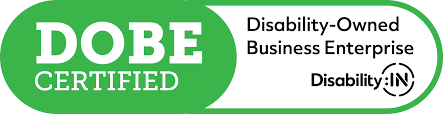 DOBE
CERTIFIED
Disability-Owned
Business Enterprise
Disability:IN